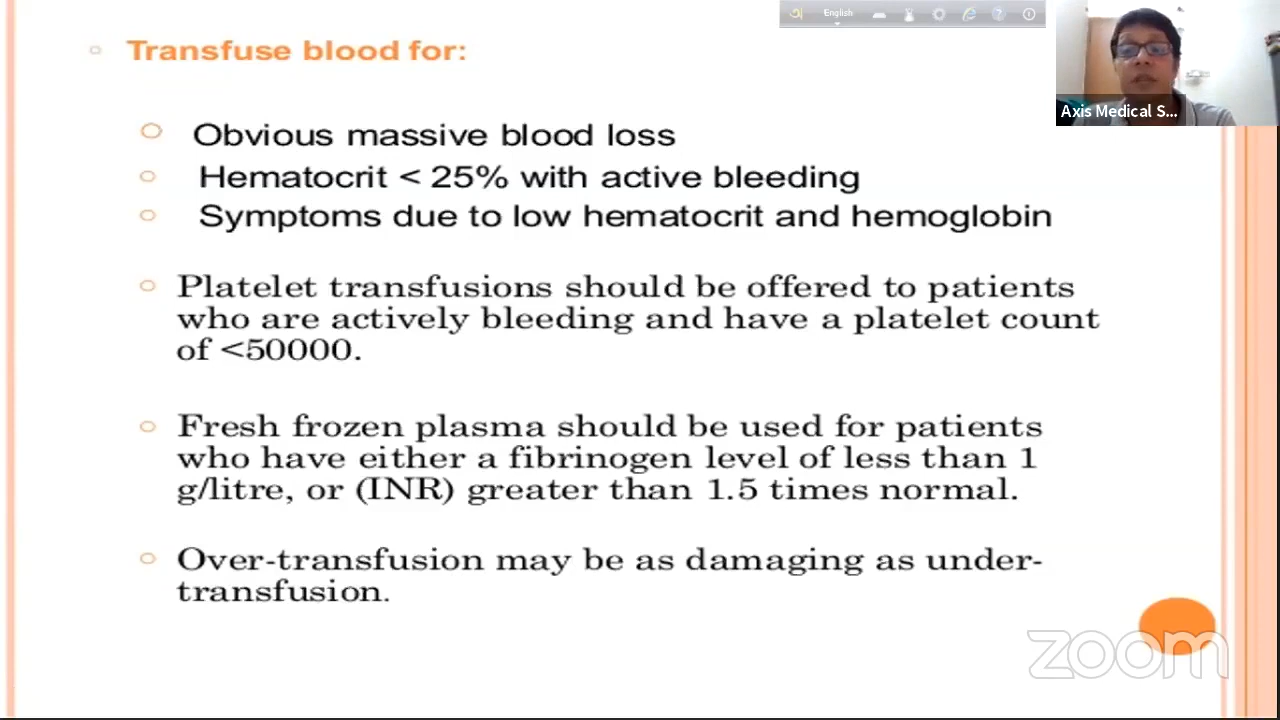 English
Transfuse blood for:
Axis Medical S...
Obvious massive blood loss
Hematocrit < 25% with active bleeding
Symptoms due to low hematocrit and hemoglobin
Platelet transfusions should be offered to patients
who are actively bleeding and have a platelet count
of <50000.
Fresh frozen plasma should be used for patients
who have either a fibrinogen level of less than 1
g/litre, or (INR) greater than 1.5 times normal.
Over-transfusion may be as damaging as under-
transfusion.
zoom